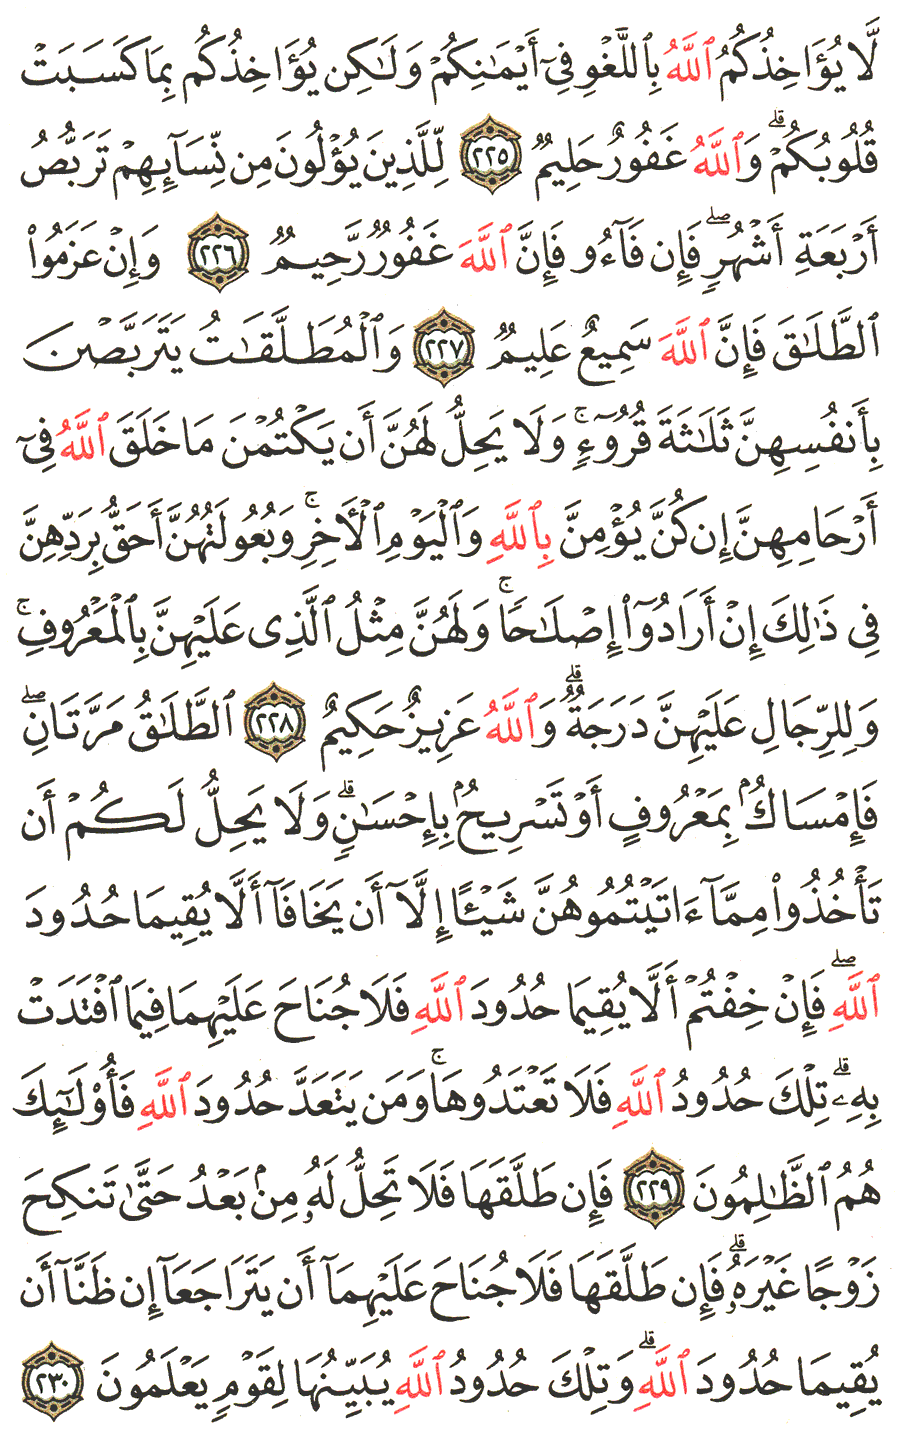 لَّا يُؤَاخِذُكُمُ ٱللَّهُ بِٱللَّغْوِ فِىٓ أَيْمَـٰنِكُمْ وَلَـٰكِن يُؤَاخِذُكُم بِمَا كَسَبَتْ
قُلُوبُكُمْ ۗ وَٱللَّهُ غَفُورٌ حَلِيمٌ ٢٢٥ لِّلَّذِينَ يُؤْلُونَ مِن نِّسَآئِهِمْ تَرَبُّصُ
أَرْبَعَةِ أَشْهُرٍ ۖ فَإِن فَآءُو فَإِنَّ ٱللَّهَ غَفُورٌ رَّحِيمٌ ٢٢٦ وَإِنْ عَزَمُوا۟
ٱلطَّلَـٰقَ فَإِنَّ ٱللَّهَ سَمِيعٌ عَلِيمٌ ٢٢٧ وَٱلْمُطَلَّقَـٰتُ يَتَرَبَّصْنَ
بِأَنفُسِهِنَّ ثَلَـٰثَةَ قُرُوٓءٍ ۚ وَلَا يَحِلُّ لَهُنَّ أَن يَكْتُمْنَ مَا خَلَقَ ٱللَّهُ فِىٓ
أَرْحَامِهِنَّ إِن كُنَّ يُؤْمِنَّ بِٱللَّهِ وَٱلْيَوْمِ ٱلْـَٔاخِرِ ۚ وَبُعُولَتُهُنَّ أَحَقُّ بِرَدِّهِنَّ
فِى ذَٰلِكَ إِنْ أَرَادُوٓا۟ إِصْلَـٰحًا ۚ وَلَهُنَّ مِثْلُ ٱلَّذِى عَلَيْهِنَّ بِٱلْمَعْرُوفِ ۚ
وَلِلرِّجَالِ عَلَيْهِنَّ دَرَجَةٌ ۗ وَٱللَّهُ عَزِيزٌ حَكِيمٌ ٢٢٨ ٱلطَّلَـٰقُ مَرَّتَانِ ۖ
فَإِمْسَاكٌۢ بِمَعْرُوفٍ أَوْ تَسْرِيحٌۢ بِإِحْسَـٰنٍ ۗ وَلَا يَحِلُّ لَكُمْ أَن
تَأْخُذُوا۟ مِمَّآ ءَاتَيْتُمُوهُنَّ شَيْـًٔا إِلَّآ أَن يَخَافَآ أَلَّا يُقِيمَا حُدُودَ
ٱللَّهِ ۖ فَإِنْ خِفْتُمْ أَلَّا يُقِيمَا حُدُودَ ٱللَّهِ فَلَا جُنَاحَ عَلَيْهِمَا فِيمَا ٱفْتَدَتْ
بِهِۦ ۗ تِلْكَ حُدُودُ ٱللَّهِ فَلَا تَعْتَدُوهَا ۚ وَمَن يَتَعَدَّ حُدُودَ ٱللَّهِ فَأُو۟لَـٰٓئِكَ
هُمُ ٱلظَّـٰلِمُونَ ٢٢٩ فَإِن طَلَّقَهَا فَلَا تَحِلُّ لَهُۥ مِنۢ بَعْدُ حَتَّىٰ تَنكِحَ
زَوْجًا غَيْرَهُۥ ۗ فَإِن طَلَّقَهَا فَلَا جُنَاحَ عَلَيْهِمَآ أَن يَتَرَاجَعَآ إِن ظَنَّآ أَن
يُقِيمَا حُدُودَ ٱللَّهِ ۗ وَتِلْكَ حُدُودُ ٱللَّهِ يُبَيِّنُهَا لِقَوْمٍ يَعْلَمُونَ ٢٣٠